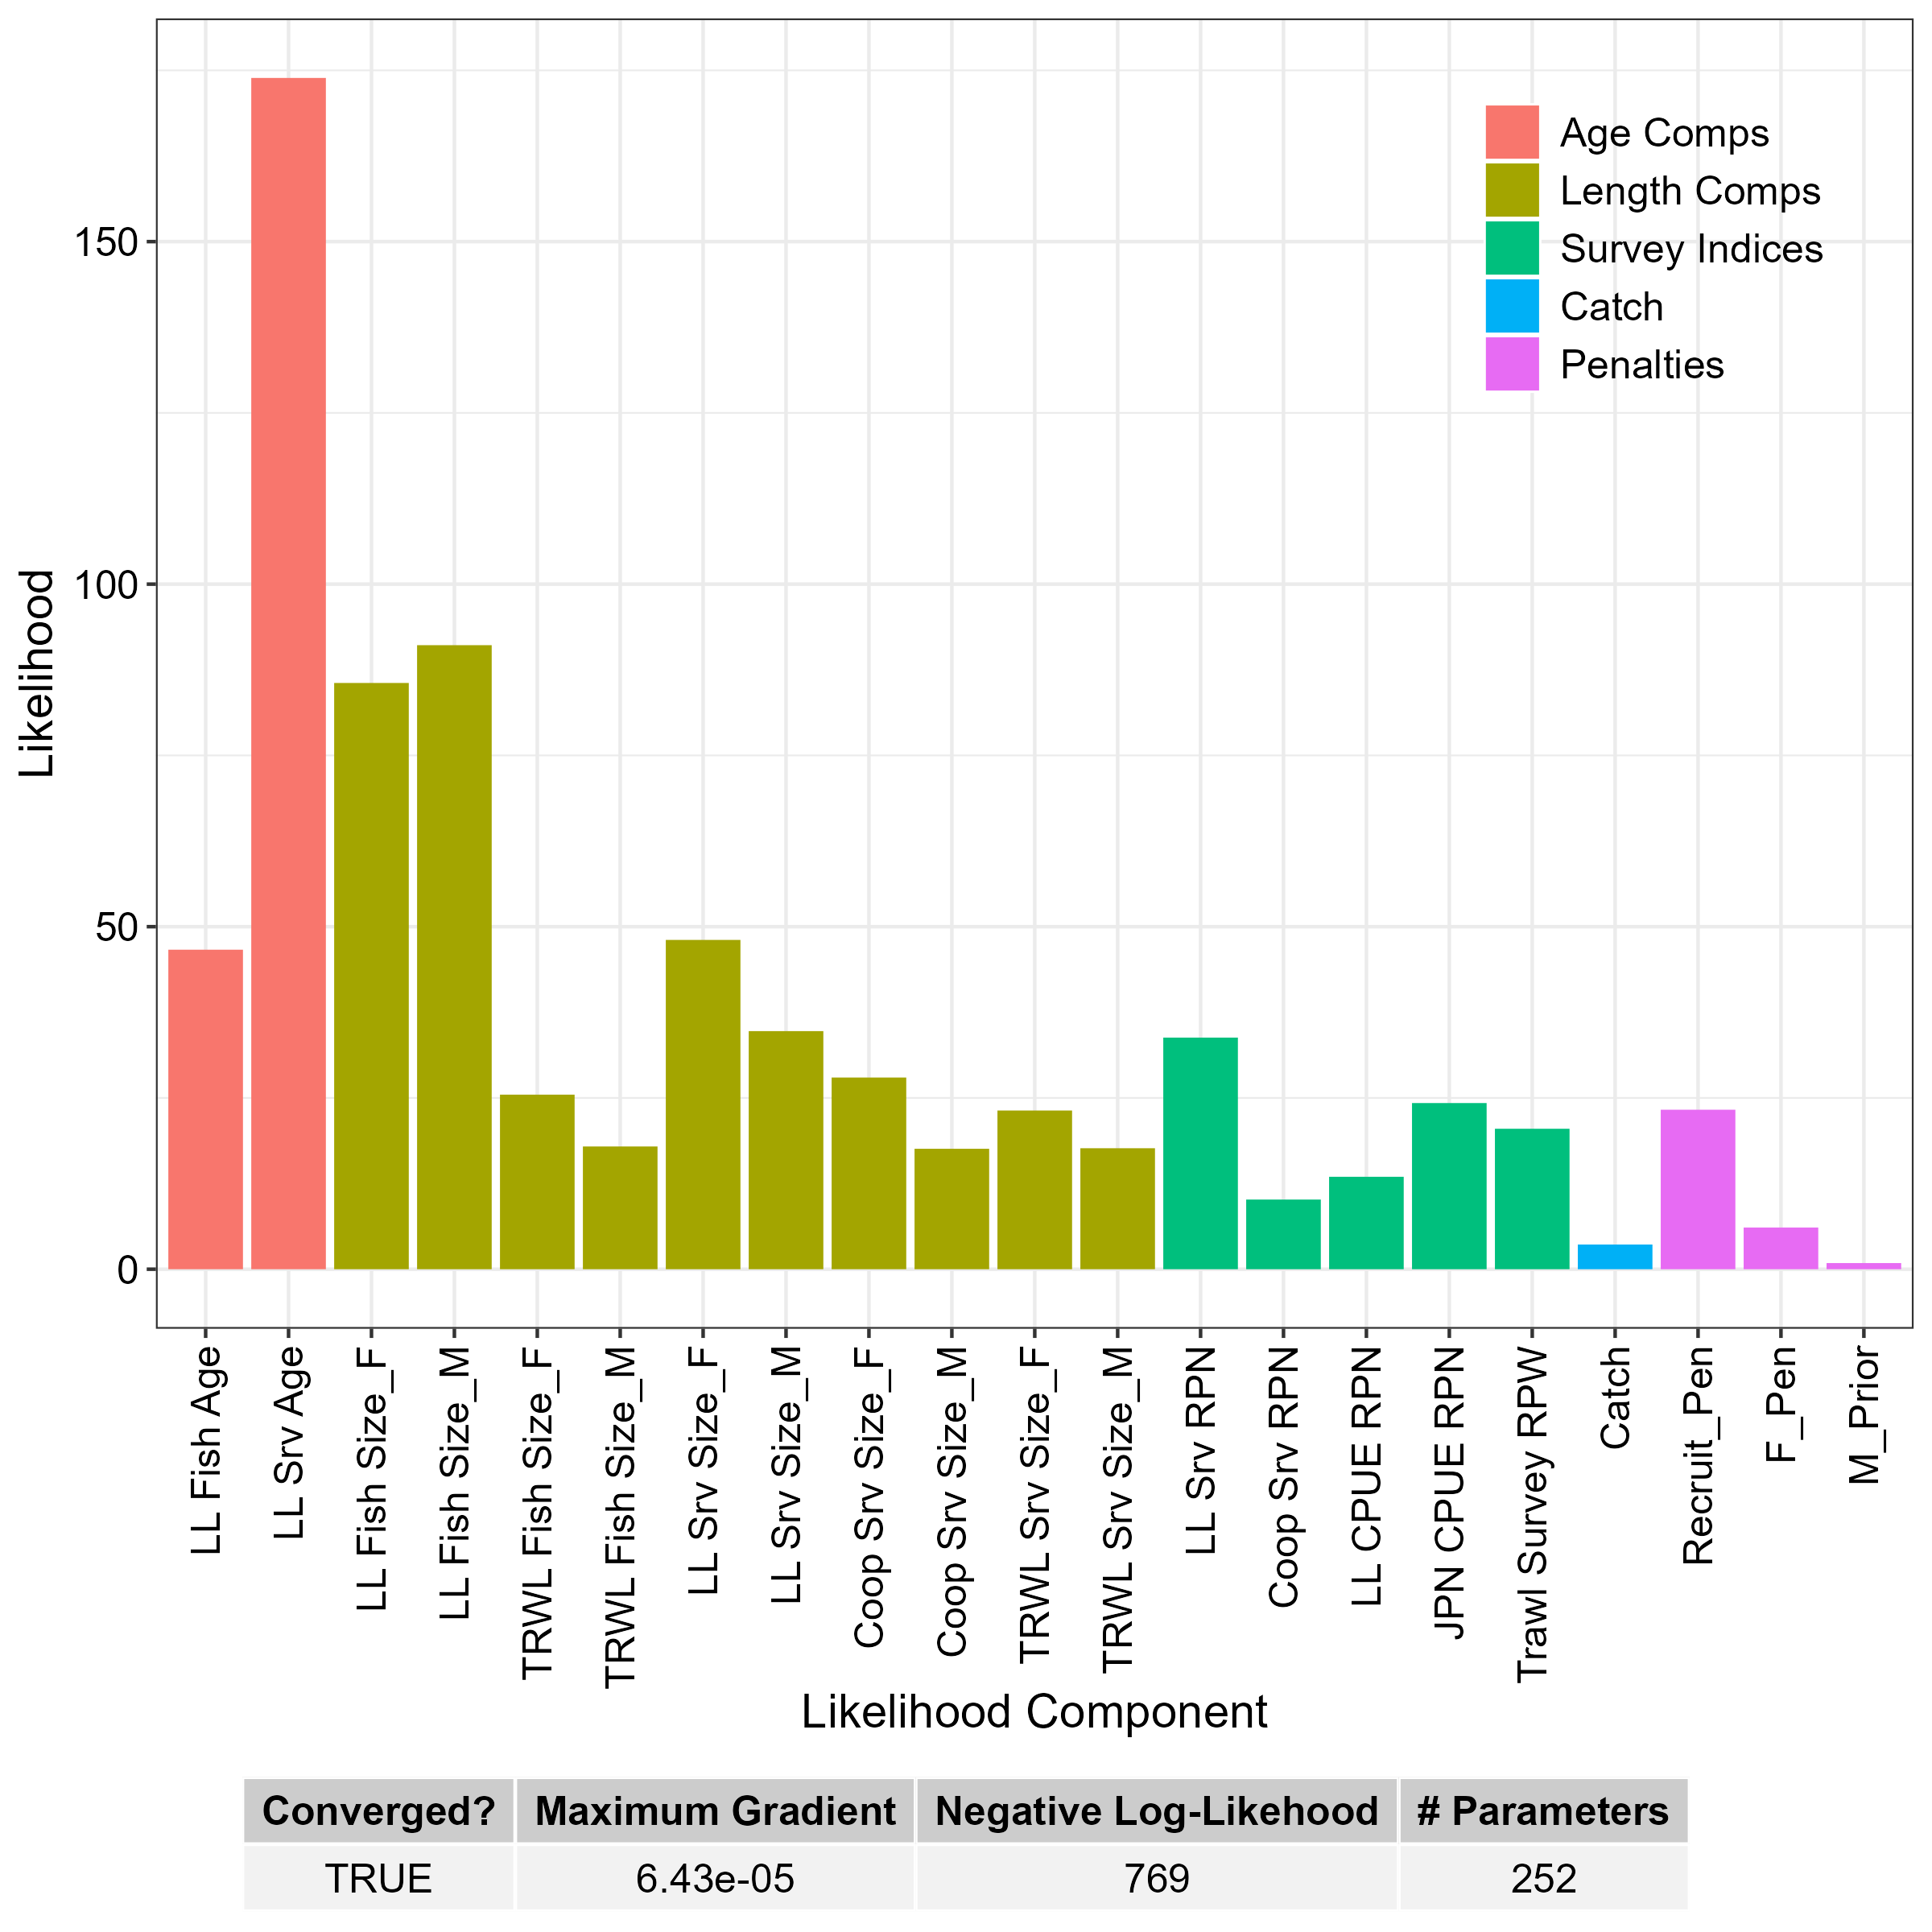 Likelihood
150
100
50
0
Age Comps
Length Comps
Survey Indices
Catch
Penalties
LL Fish Age
LL Srv Age
LL Fish Size_F
LL Fish Size_M
TRWL Fish Size_F
TRWL Fish Size_M
LL Srv Size_F
LL Srv Size_M
Coop Srv Size_F
Coop Srv Size_M
TRWL Srv Size_F
TRWL Srv Size_M
LL Srv RPN
Coop Srv RPN
LL CPUE RPN
JPN CPUE RPN
Trawl Survey RPW
Catch
Recruit_Pen
F_Pen
M_Prior
Likelihood Component
Converged? Maximum Gradient Negative Log-Likehood # Parameters
TRUE 6.43e-05 769 252